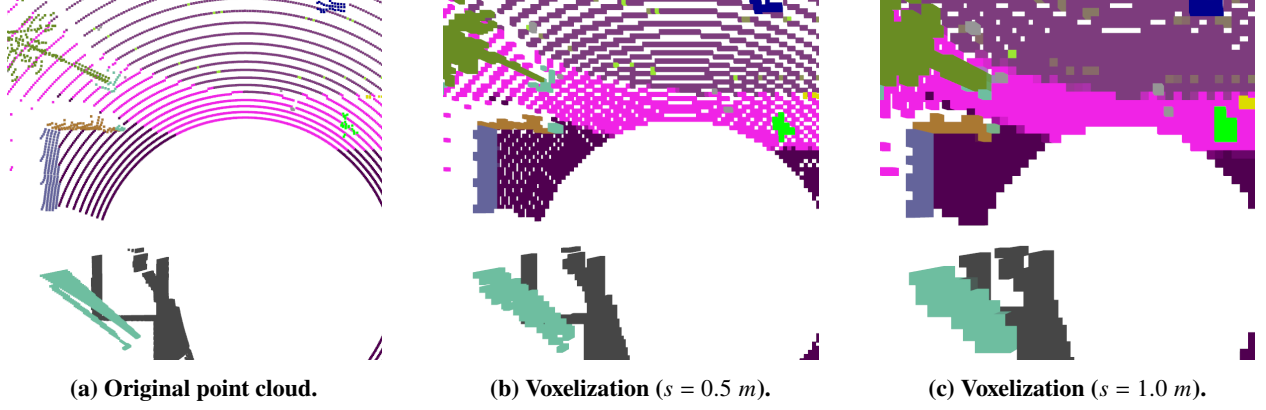 (a) Original point cloud.
(b) Voxelization (s = 0.5 m).
(c) Voxelization (s = 1.0 m).